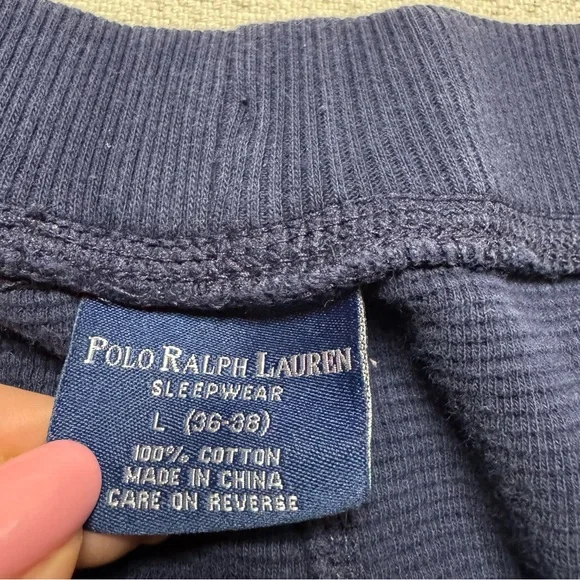 POLO RALPH LAUREN
SLEEPWEAR
L (36-38)
100% COTTON
MADE IN CHINA
CARE ON REVERSE